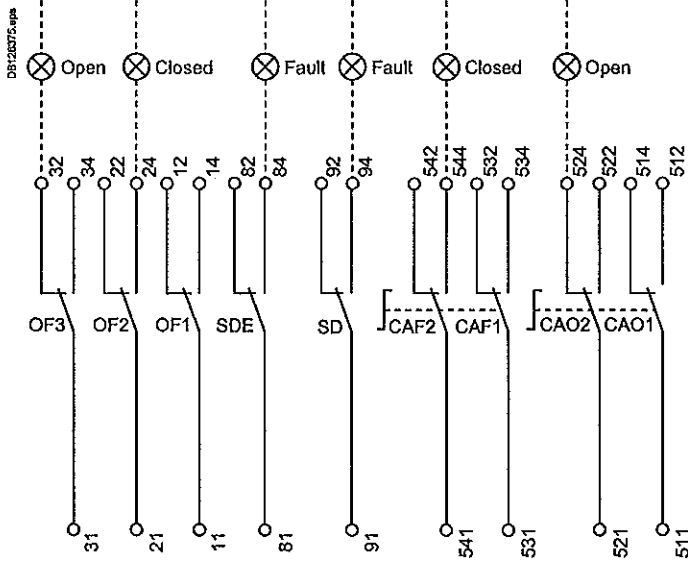 DB128375.eps
Open Closed Fault Fault Closed Open
32 34 22 24 12 14 82 84 92 94 542 544 532 534 524 522 514 512
OF3 OF2 OF1 SDE SD CAF2 CAF1 CAO2 CAO1
31 21 11 81 91 541 531 521 511